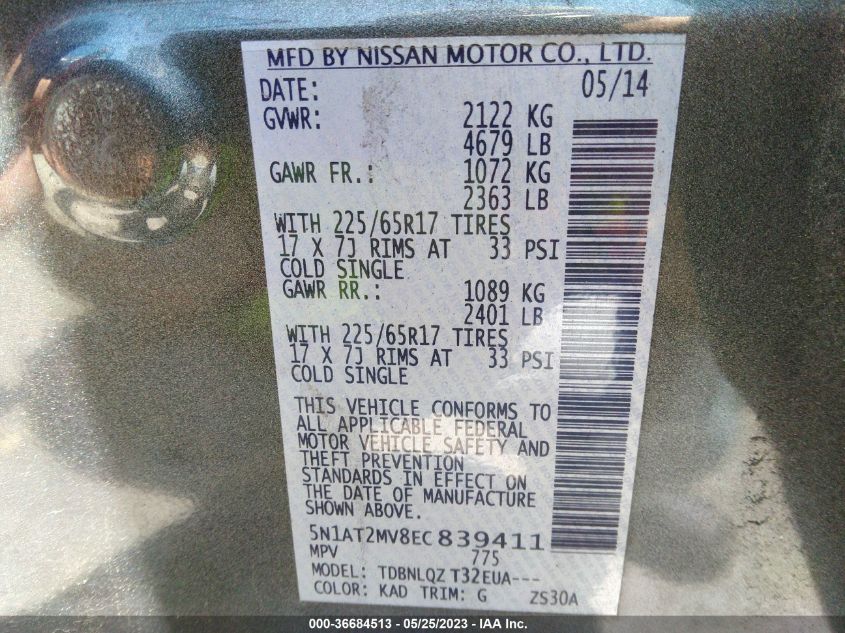 MFD BY NISSAN MOTOR CO., LTD.
DATE: 05/14
GVWR: 2122 KG
4679 LB
GAWR FR.: 1072 KG
2363 LB
WITH 225/65R17 TIRES
17 X 7J RIMS AT 33 PSI
COLD SINGLE
GAWR RR.: 1089 KG
2401 LB
WITH 225/65R17 TIRES
17 X 7J RIMS AT 33 PSI
COLD SINGLE
THIS VEHICLE CONFORMS TO
ALL APPLICABLE FEDERAL
MOTOR VEHICLE SAFETY AND
THEFT PREVENTION
STANDARDS IN EFFECT ON
THE DATE OF MANUFACTURE
SHOWN ABOVE.
5N1AT2MV8EC839411
MPV 775
MODEL: TDBNLQZ T32EUA---
COLOR: KAD TRIM: G ZS30A
000-36684513 - 05/25/2023 - IAA Inc.